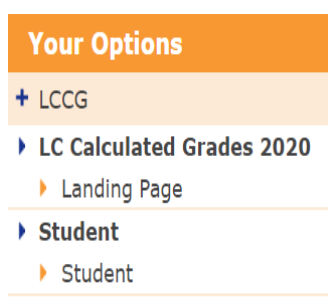 Your Options
+ LCCG
LC Calculated Grades 2020
Landing Page
Student
Student